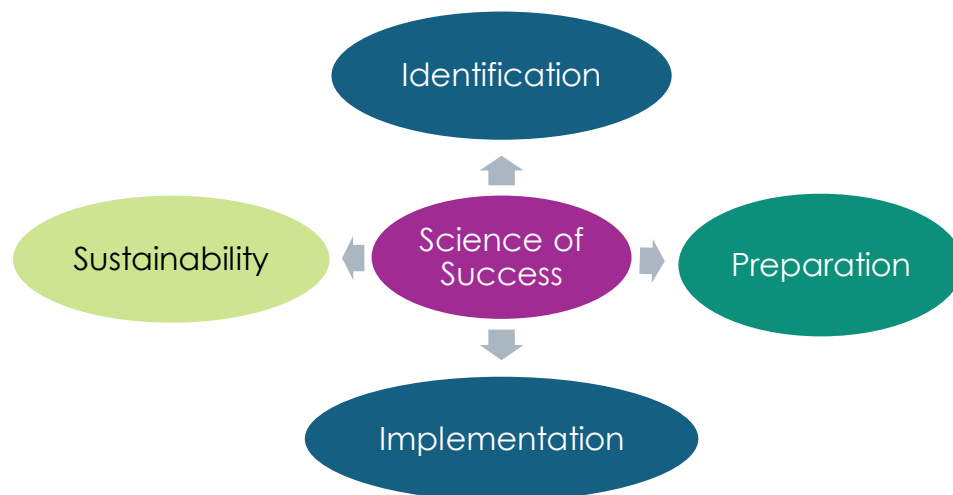 Identification
Sustainability
Science of
Success
Preparation
Implementation